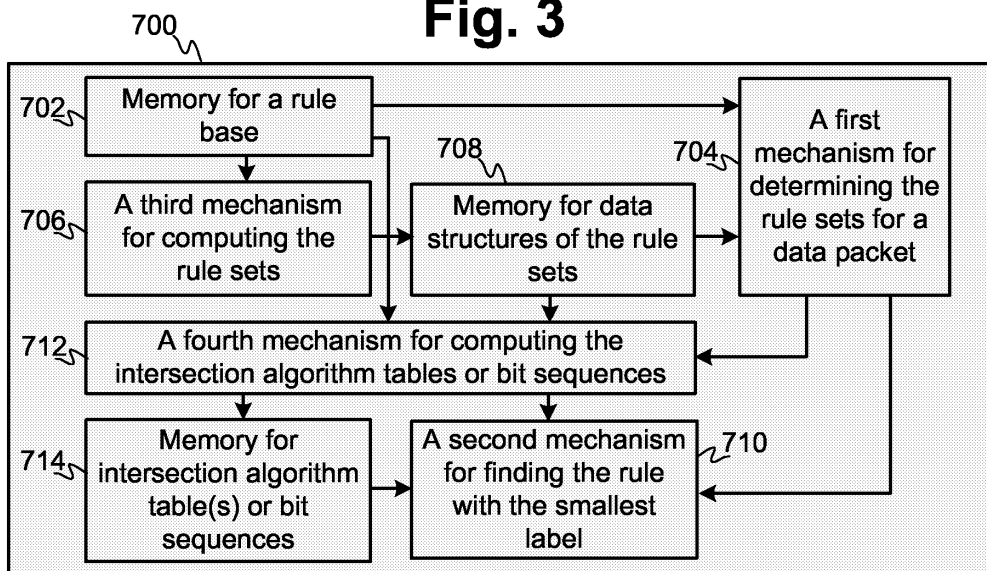 Fig. 3
700
702
Memory for a rule
base
708
704
A first
mechanism for
determining the
rule sets for a
data packet
706
A third mechanism
for computing the
rule sets
Memory for data
structures of the rule
sets
712
A fourth mechanism for computing the
intersection algorithm tables or bit sequences
714
Memory for
intersection algorithm
table(s) or bit
sequences
A second mechanism
for finding the rule
with the smallest
label
710